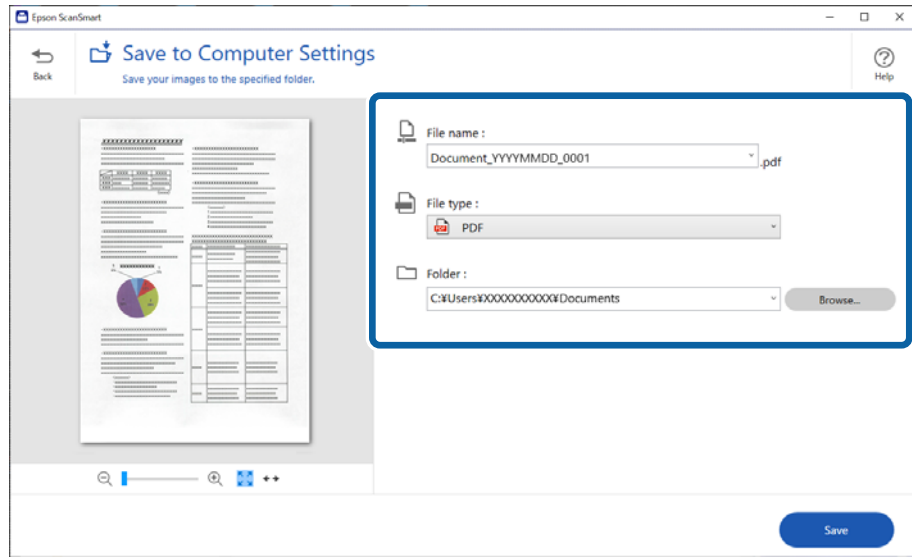 Epson ScanSmart
Back
Save to Computer Settings
Save your images to the specified folder.
Help
File name :
Document_YYYYMMDD_0001
.pdf
File type :
PDF
Folder :
C:¥Users¥XXXXXXXXXX¥Documents
Browse...
Save